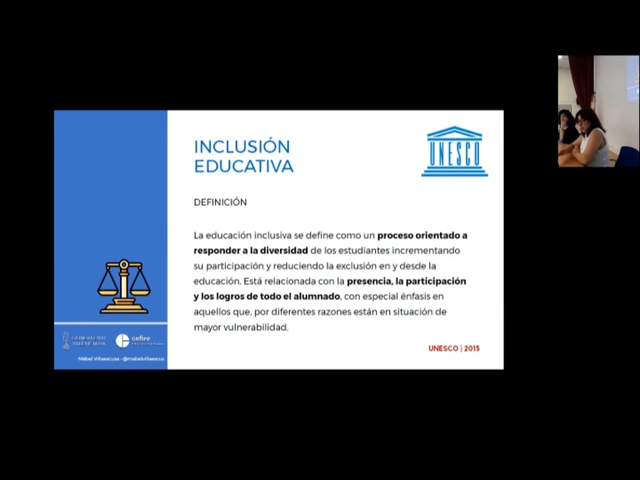 INCLUSIÓN
EDUCATIVA
UNESCO
DEFINICIÓN
La educación inclusiva se define como un proceso orientado a
responder a la diversidad de los estudiantes incrementando
su participación y reduciendo la exclusión en y desde la
educación. Está relacionada con la presencia, la participación
y los logros de todo el alumnado, con especial énfasis en
aquellos que, por diferentes razones están en situación de
mayor vulnerabilidad.
UNESCO | 2015
GENERALITAT
VALENCIANA
cefire